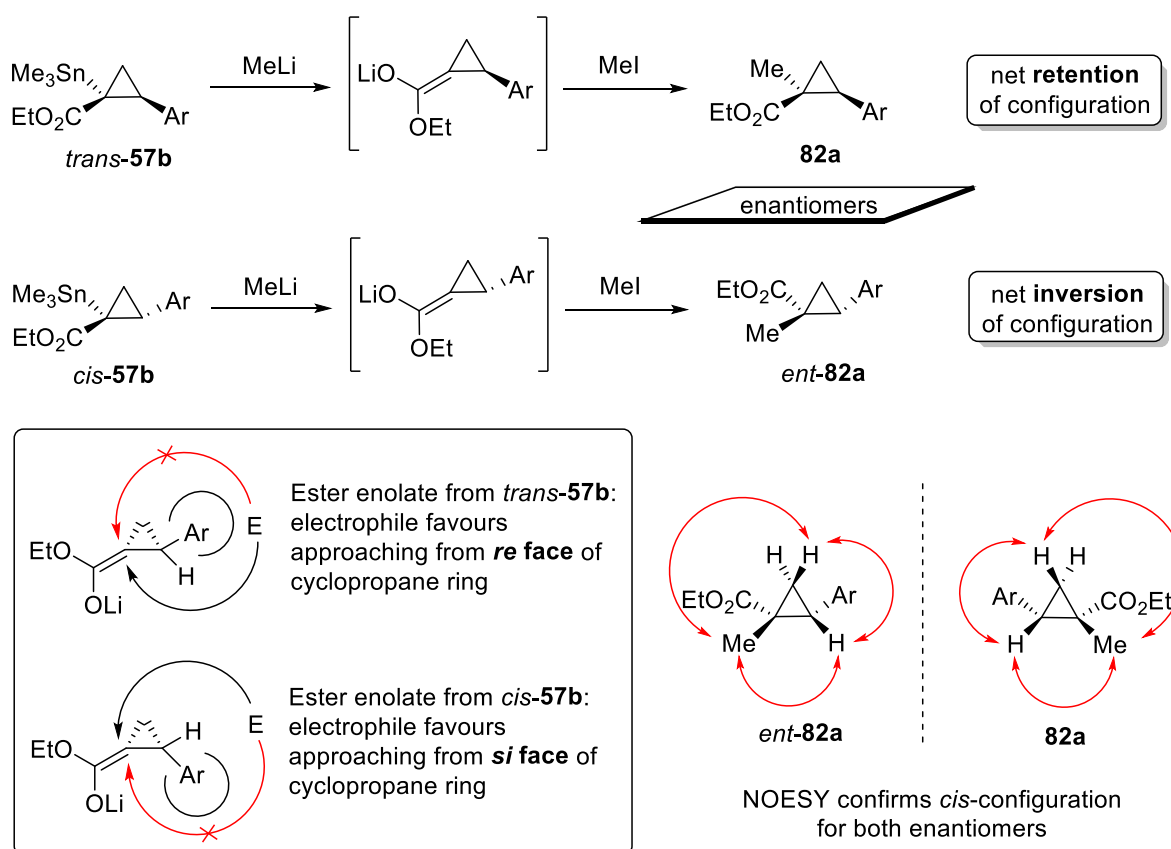 Me3Sn
EtO2C
Ar
trans-57b
MeLi
LiO
OEt
Ar
MeI
Me
EtO2C
Ar
82a
net retention
of configuration
enantiomers
Me3Sn
EtO2C
Ar
cis-57b
MeLi
LiO
OEt
Ar
MeI
EtO2C
Me
Ar
ent-82a
net inversion
of configuration
EtO
OLi
Ar
H
E
Ester enolate from trans-57b:
electrophile favours
approaching from re face of
cyclopropane ring
EtO
OLi
H
Ar
E
Ester enolate from cis-57b:
electrophile favours
approaching from si face of
cyclopropane ring
H H
EtO2C
Ar
Me
H
ent-82a
H H
Ar
CO2Et
H
Me
82a
NOESY confirms cis-configuration
for both enantiomers